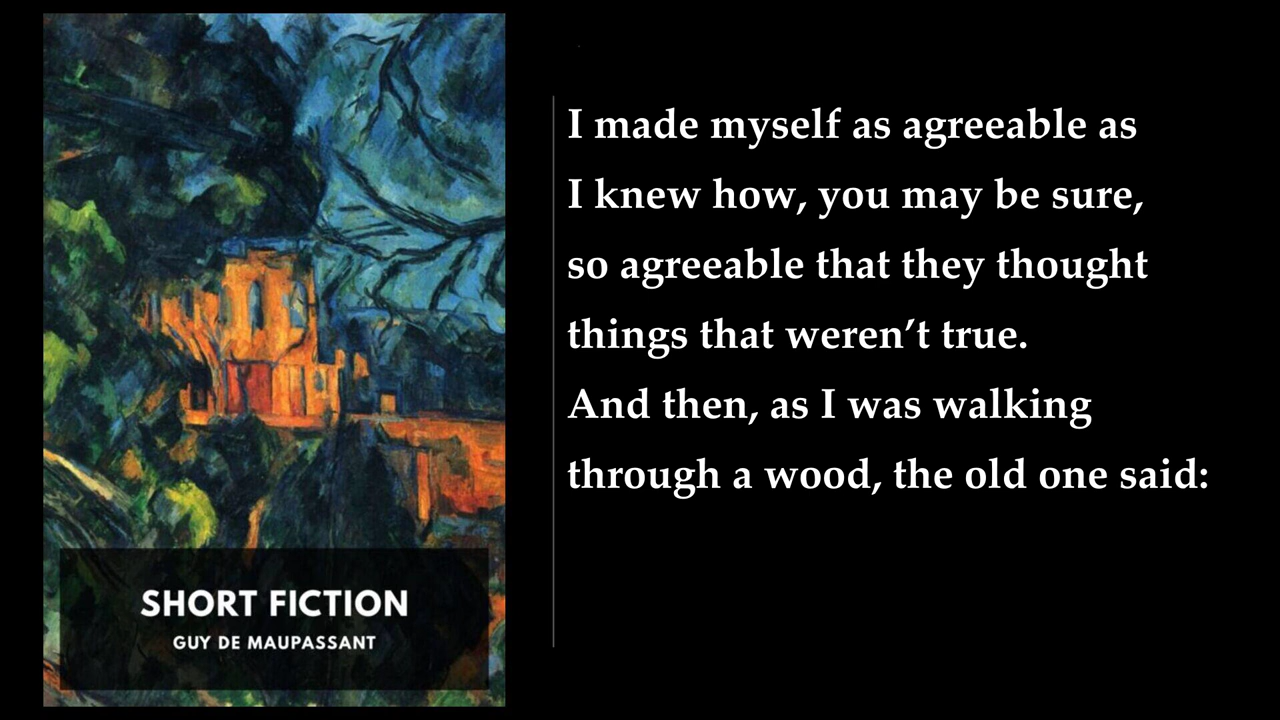 SHORT FICTION
GUY DE MAUPASSANT
I made myself as agreeable as
I knew how, you may be sure,
so agreeable that they thought
things that weren’t true.
And then, as I was walking
through a wood, the old one said: